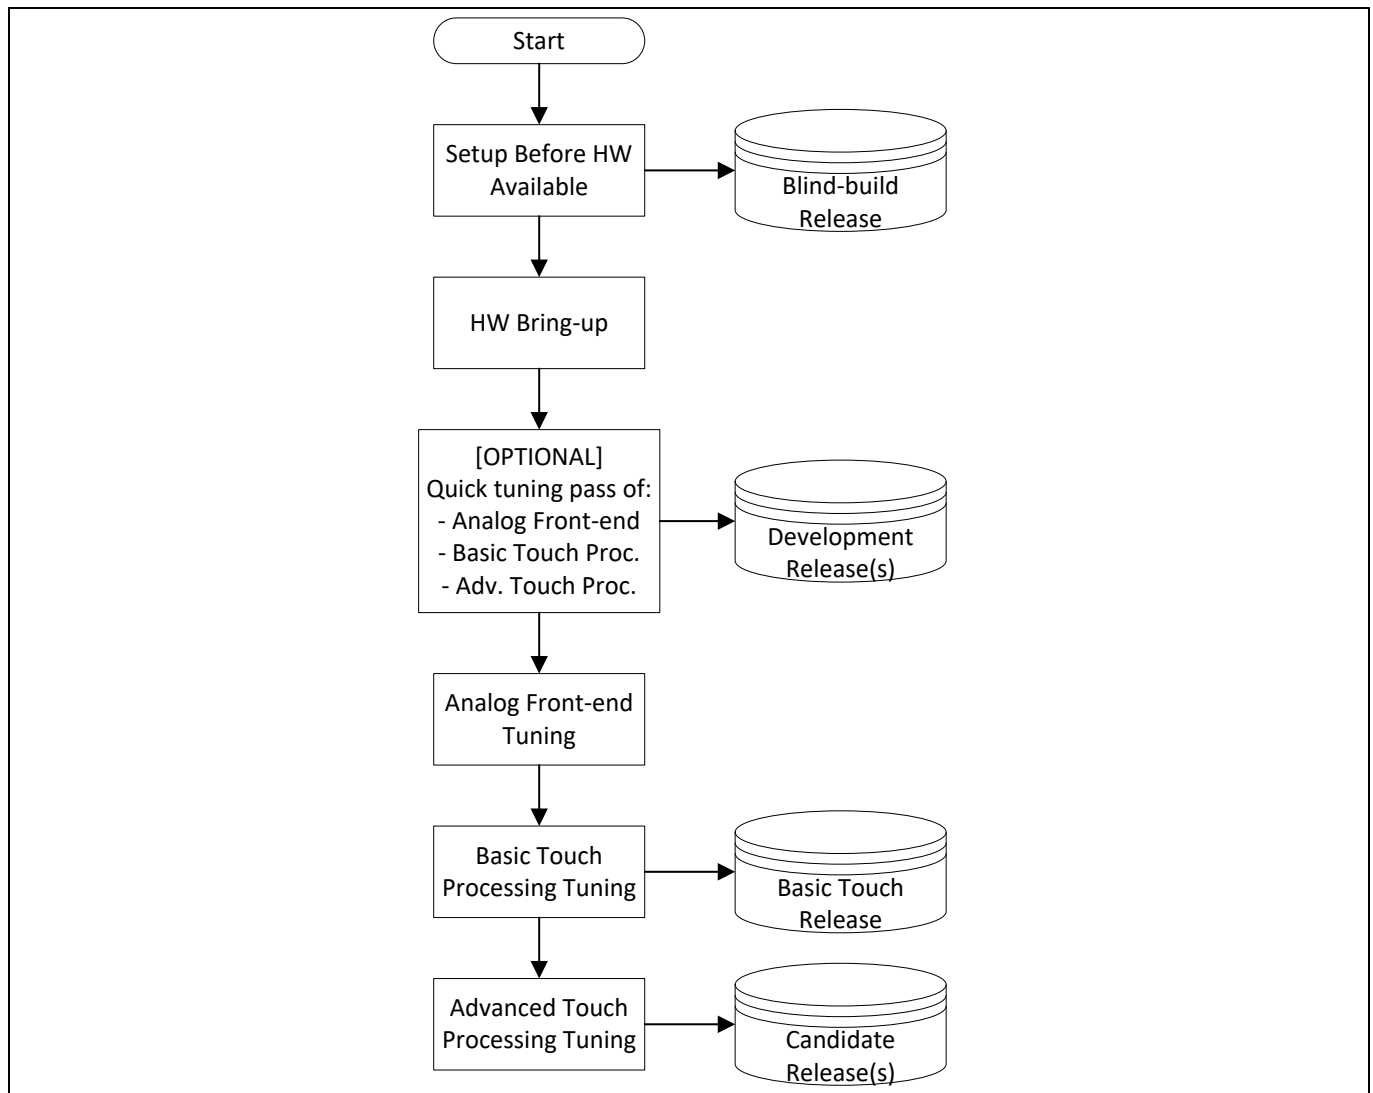 Start
Setup Before HW
Available
Blind-build
Release
HW Bring-up
[OPTIONAL]
Quick tuning pass of:
- Analog Front-end
- Basic Touch Proc.
- Adv. Touch Proc.
Development
Release(s)
Analog Front-end
Tuning
Basic Touch
Processing Tuning
Basic Touch
Release
Advanced Touch
Processing Tuning
Candidate
Release(s)